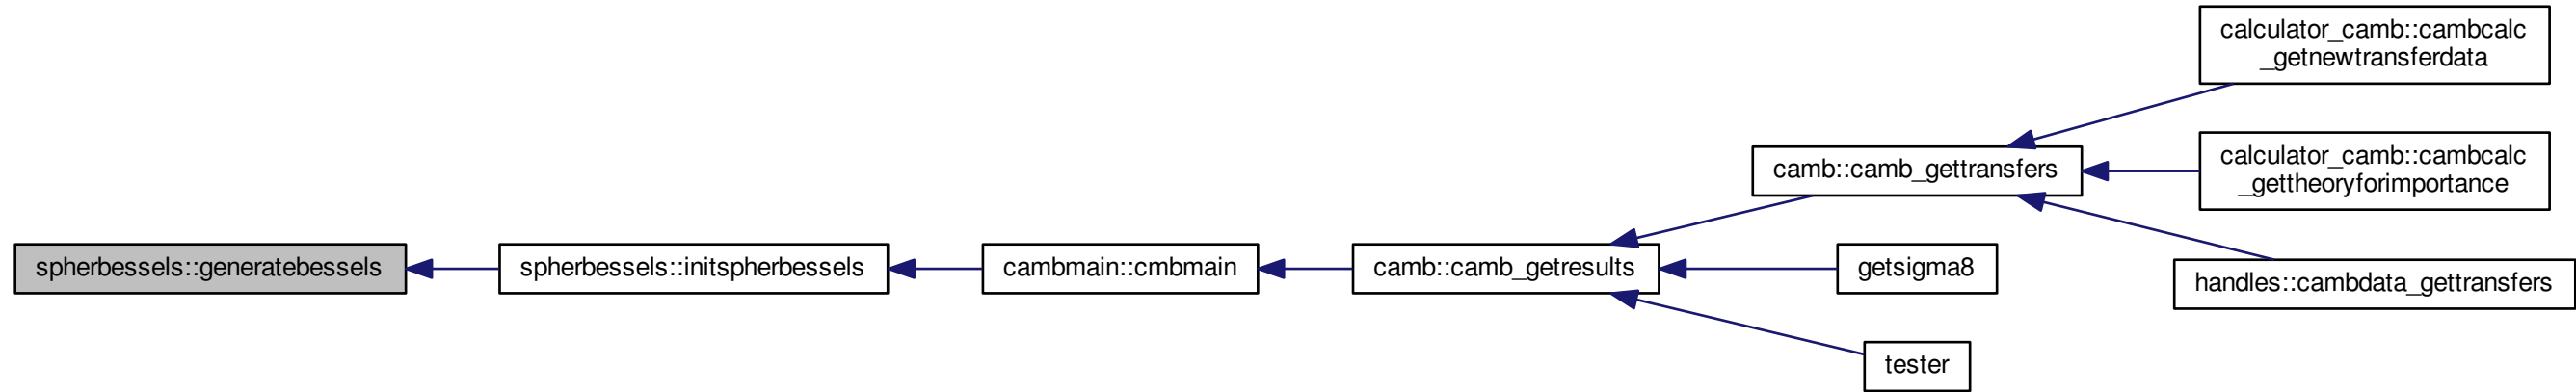 calculator_camb::cambcalc
_getnewtransferdata
calculator_camb::cambcalc
_gettheoryforimportance
camb::camb_gettransfers
spherbessels::generatebessels
spherbessels::initspherbessels
cambmain::cmbmain
camb::camb_getresults
getsigma8
handles::cambdata_gettransfers
tester